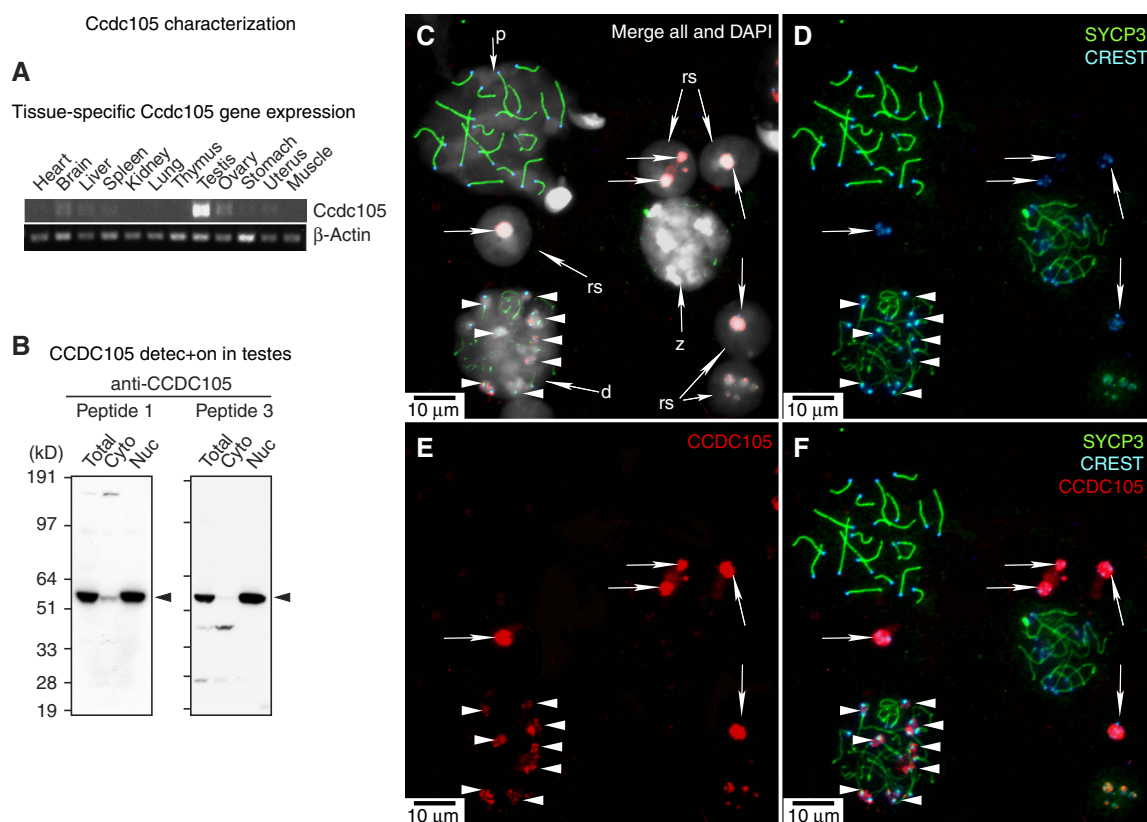 Ccdc105 characterization
A
Tissue-specific Ccdc105 gene expression
Heart Brain Liver Spleen Kidney Lung Thymus Testis Ovary Stomach Uterus Muscle
Ccdc105
β-Actin
B
CCDC105 detec+on in testes
anti-CCDC105
Peptide 1 Peptide 3
(kD) Total Cyto Nuc Total Cyto Nuc
191
97
64
51
39
33
28
19
C
Merge all and DAPI
p
rs
rs
z
d
rs
10 µm
D
SYCP3
CREST
10 µm
E
CCDC105
10 µm
F
SYCP3
CREST
CCDC105
10 µm